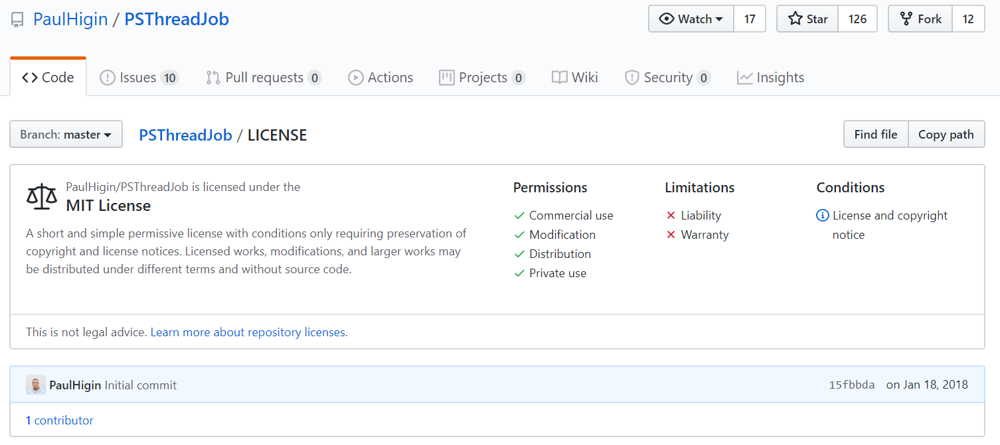 PaulHigin / PSThreadJob
Watch 17 Star 126 Fork 12
Code Issues 10 Pull requests 0 Actions Projects 0 Wiki Security 0 Insights
Branch: master PSThreadJob / LICENSE Find file Copy path
PaulHigin/PSThreadJob is licensed under the
MIT License
A short and simple permissive license with conditions only requiring preservation of
copyright and license notices. Licensed works, modifications, and larger works may
be distributed under different terms and without source code.
Permissions
Commercial use
Modification
Distribution
Private use
Limitations
Liability
Warranty
Conditions
License and copyright
notice
This is not legal advice. Learn more about repository licenses.
PaulHigin Initial commit 15fbbda on Jan 18, 2018
1 contributor